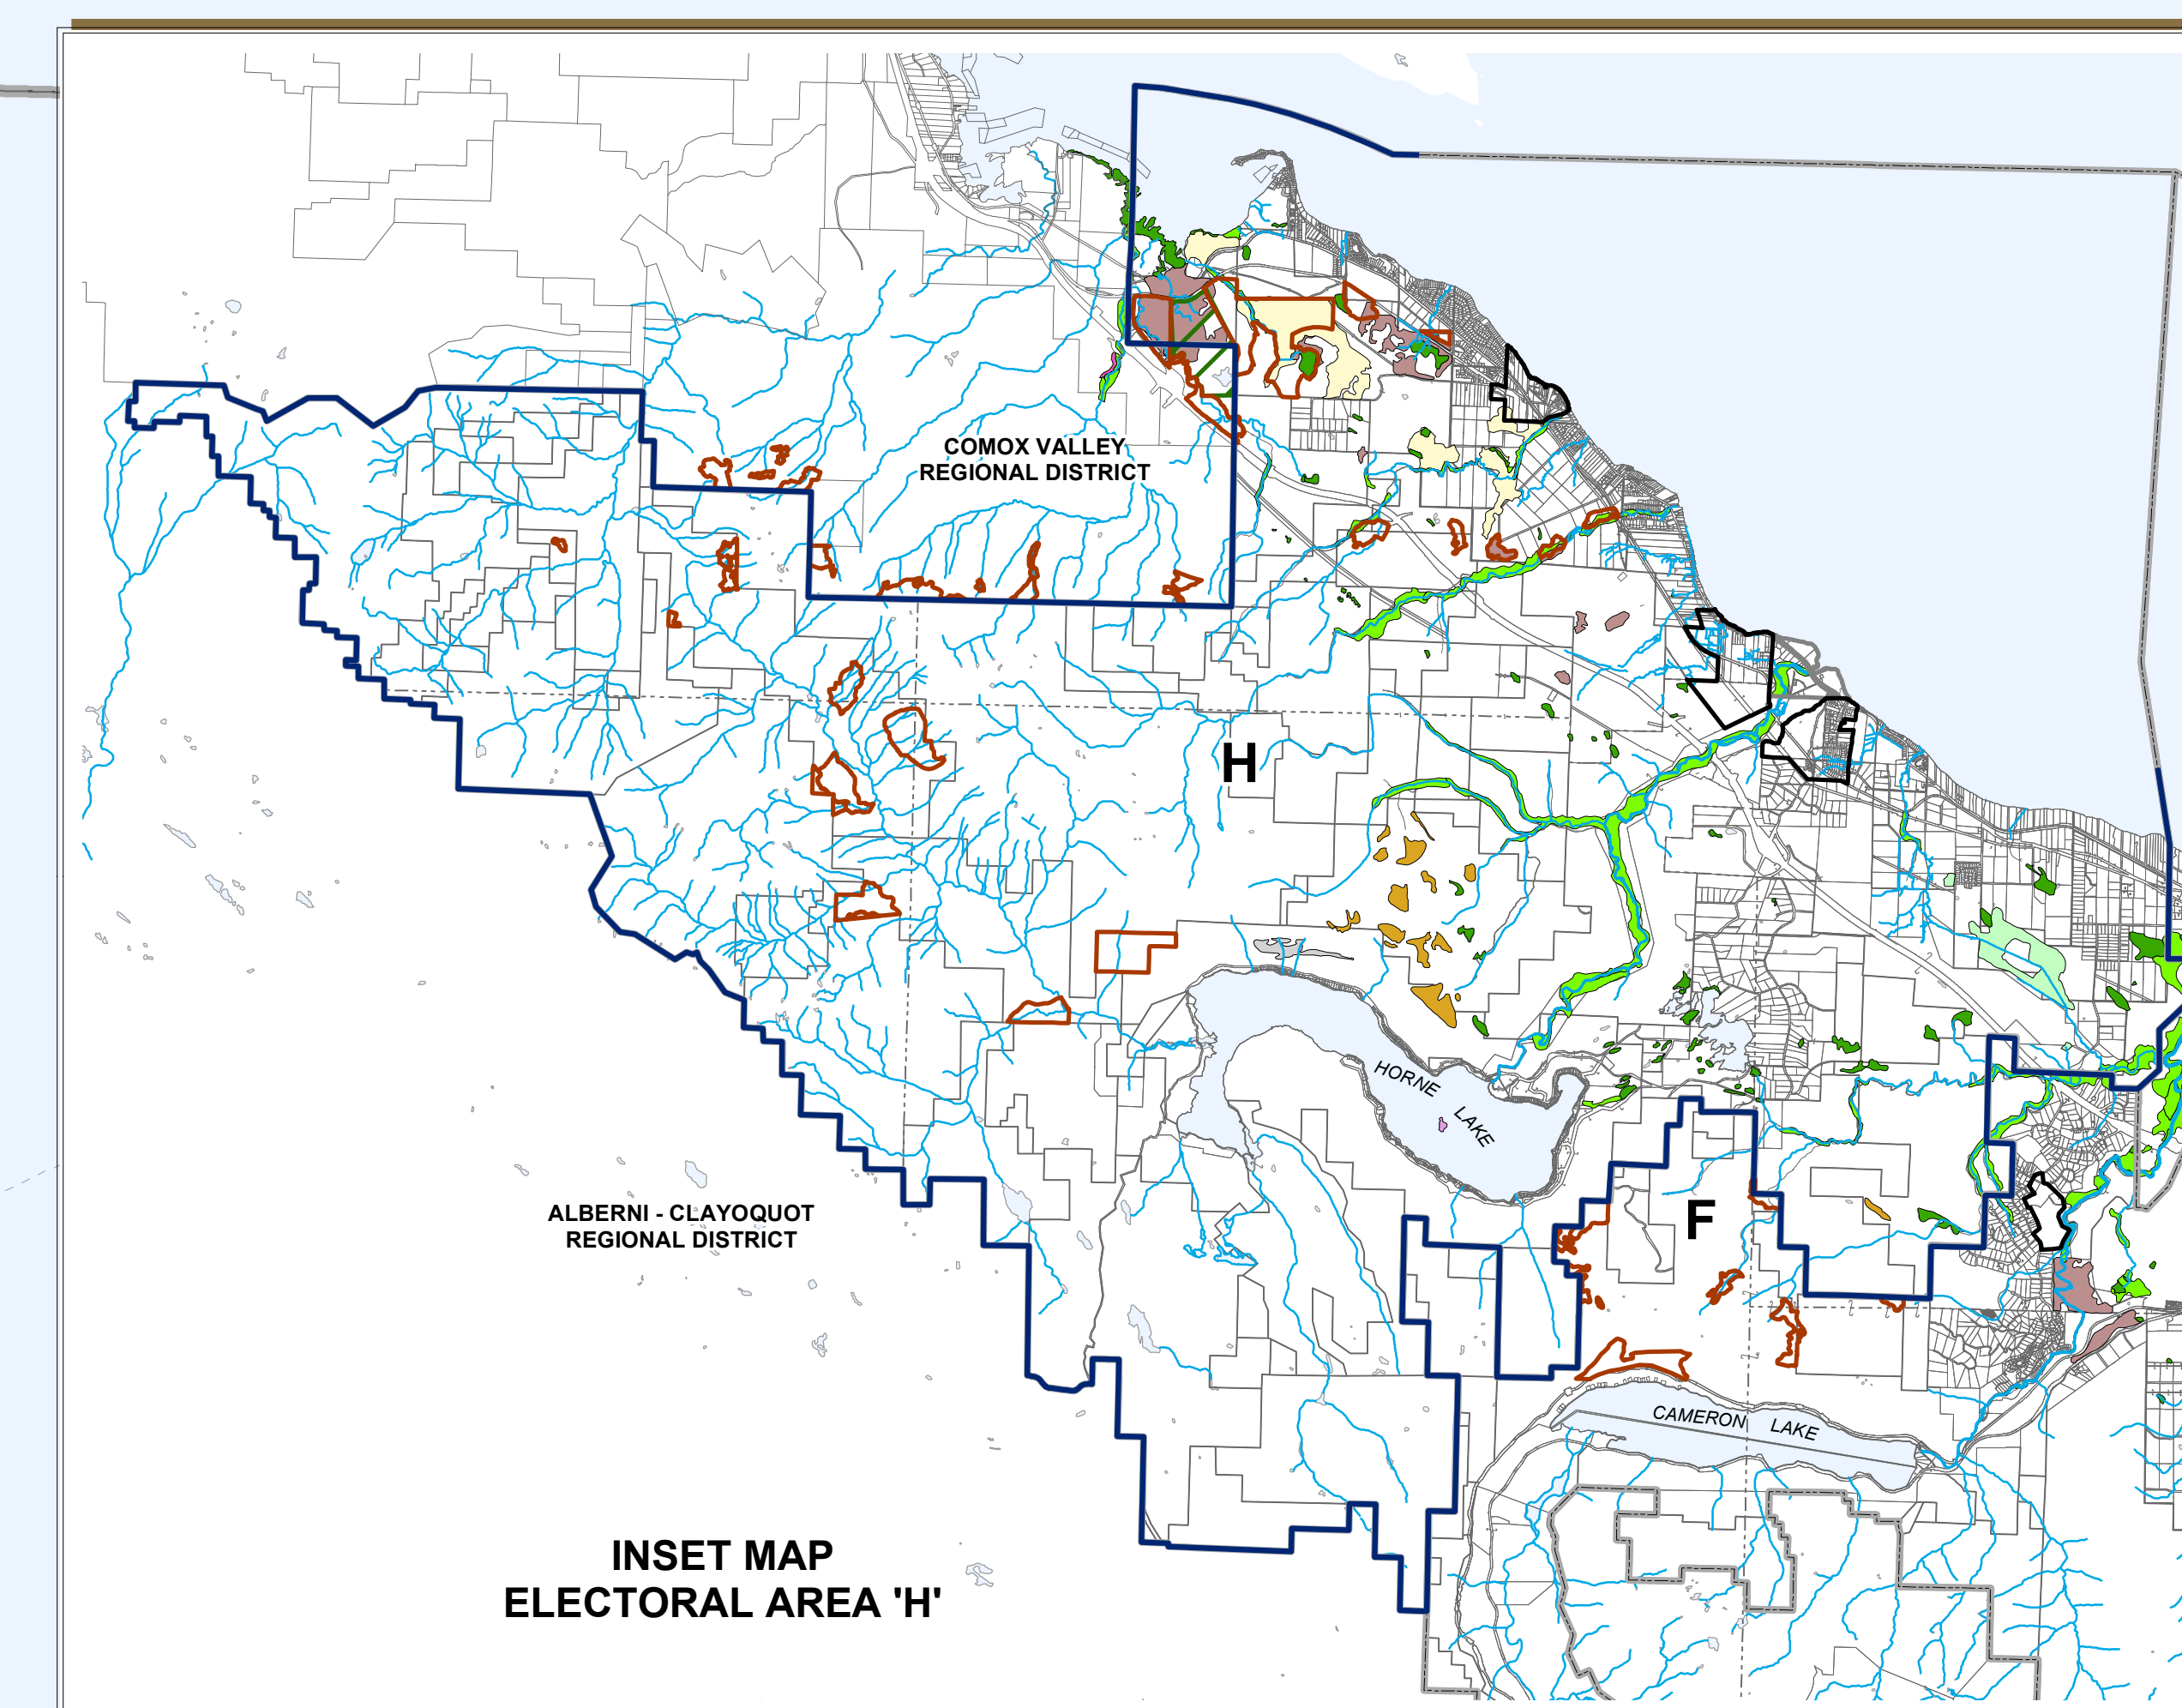 COMOX VALLEY
REGIONAL DISTRICT
H
HORNE
LAKE
ALBERNI - CLAYOQUOT
REGIONAL DISTRICT
F
CAMERON LAKE
INSET MAP
ELECTORAL AREA 'H'